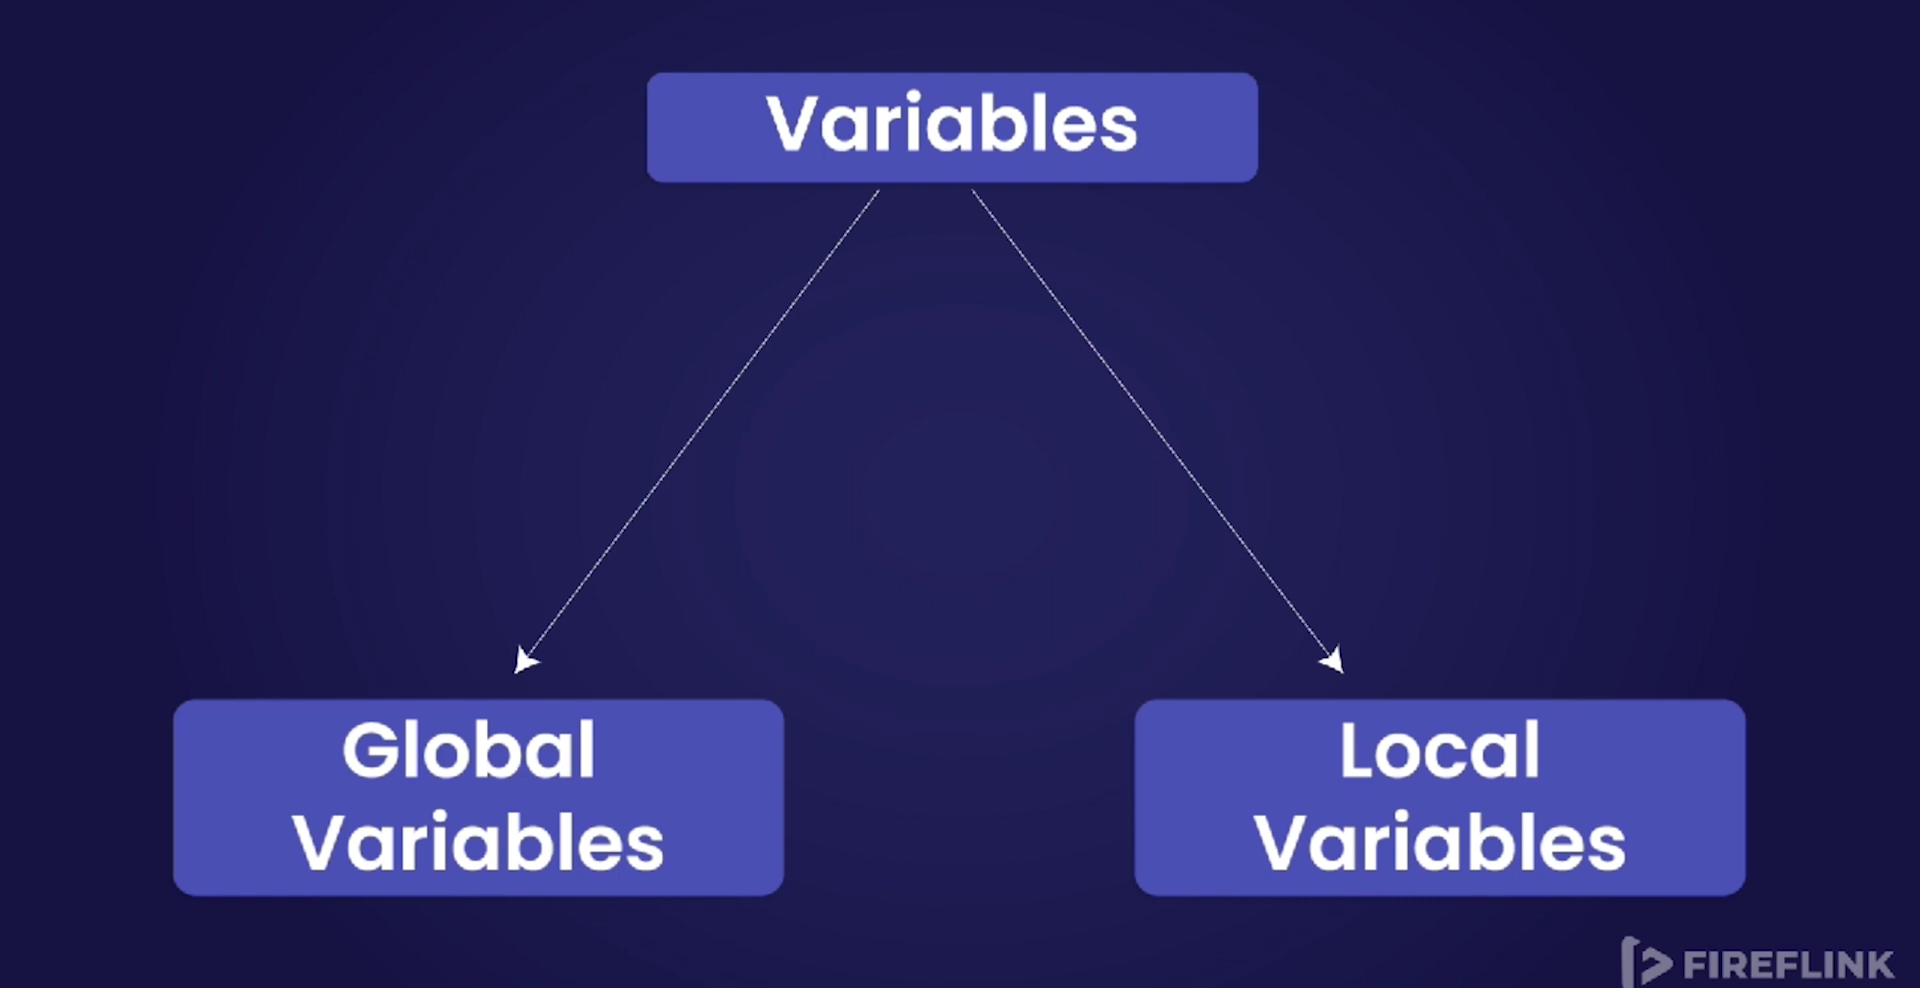 Variables
Global
Variables
Local
Variables
FIREFLINK